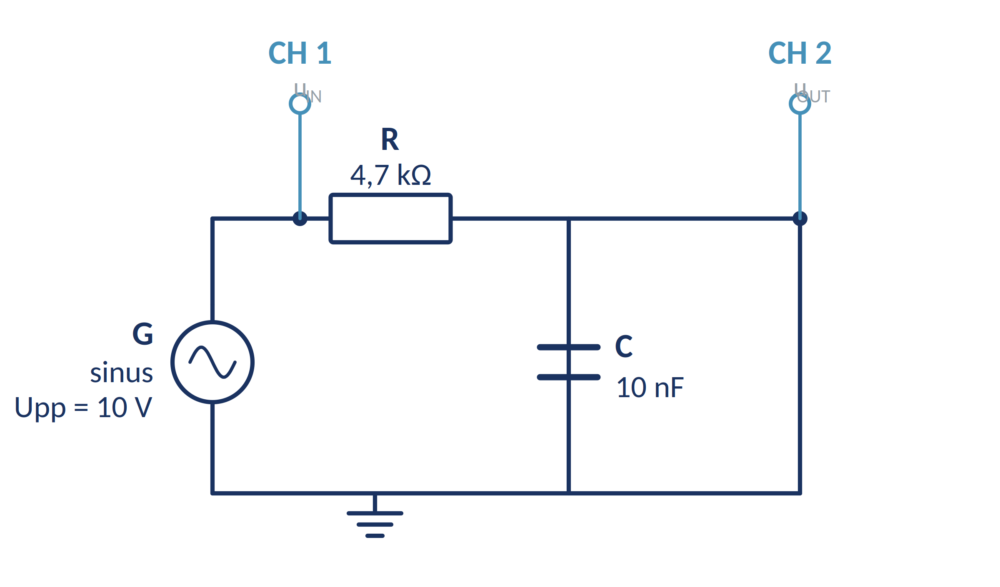 CH 1
CH 2
uIN
uOUT
R
4,7 kΩ
G
sinus
Upp = 10 V
C
10 nF